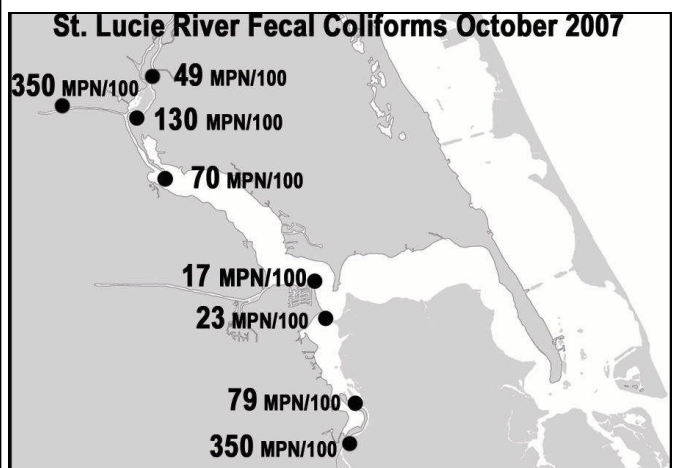 St. Lucie River Fecal Coliforms October 2007
49 MPN/100
350 MPN/100
130 MPN/100
70 MPN/100
17 MPN/100
23 MPN/100
79 MPN/100
350 MPN/100